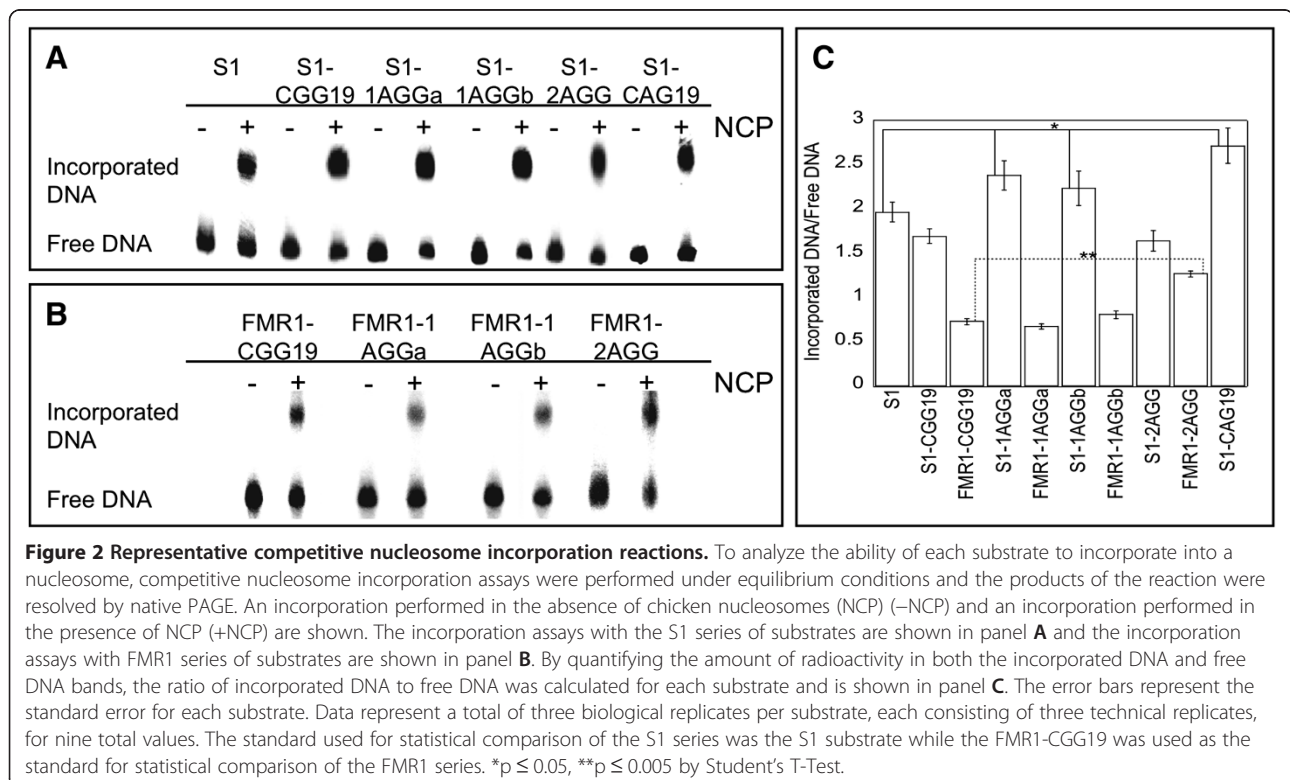 A
S1 S1- S1- S1- S1- S1-
CGG19 1AGGa 1AGGb 2AGG CAG19
- + - + - + - + - + - + NCP
Incorporated
DNA
Free DNA
B
FMR1- FMR1-1 FMR1-1 FMR1-
CGG19 AGGa AGGb 2AGG
- + - + - + - + NCP
Incorporated
DNA
Free DNA
C
Incorporated DNA/Free DNA
3
2.5
2
1.5
1
0.5
0
*
**
S1
S1-CGG19
FMR1-CGG19
S1-1AGGa
FMR1-1AGGa
S1-1AGGb
FMR1-1AGGb
S1-2AGG
FMR1-2AGG
S1-CAG19
Figure 2 Representative competitive nucleosome incorporation reactions. To analyze the ability of each substrate to incorporate into a
nucleosome, competitive nucleosome incorporation assays were performed under equilibrium conditions and the products of the reaction were
resolved by native PAGE. An incorporation performed in the absence of chicken nucleosomes (NCP) (−NCP) and an incorporation performed in
the presence of NCP (+NCP) are shown. The incorporation assays with the S1 series of substrates are shown in panel A and the incorporation
assays with FMR1 series of substrates are shown in panel B. By quantifying the amount of radioactivity in both the incorporated DNA and free
DNA bands, the ratio of incorporated DNA to free DNA was calculated for each substrate and is shown in panel C. The error bars represent the
standard error for each substrate. Data represent a total of three biological replicates per substrate, each consisting of three technical replicates,
for nine total values. The standard used for statistical comparison of the S1 series was the S1 substrate while the FMR1-CGG19 was used as the
standard for statistical comparison of the FMR1 series. *p ≤ 0.05, **p ≤ 0.005 by Student's T-Test.